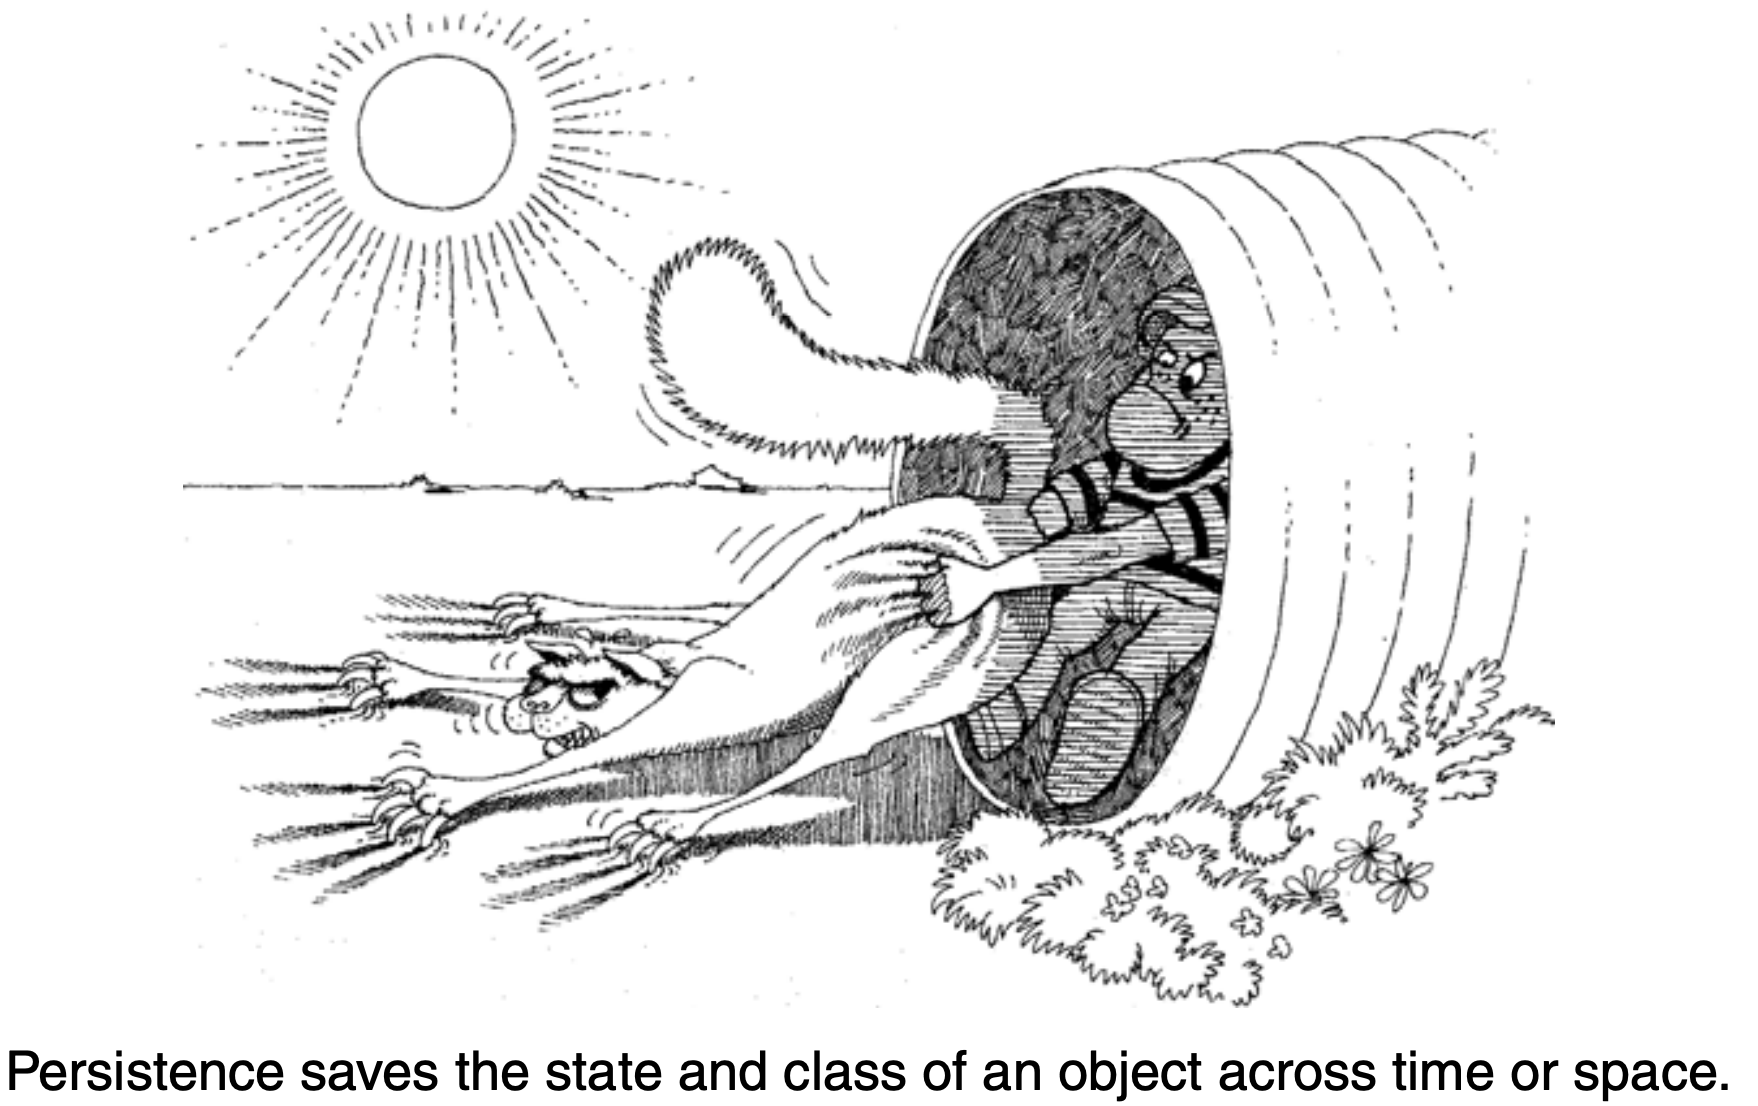 Persistence saves the state and class of an object across time or space.